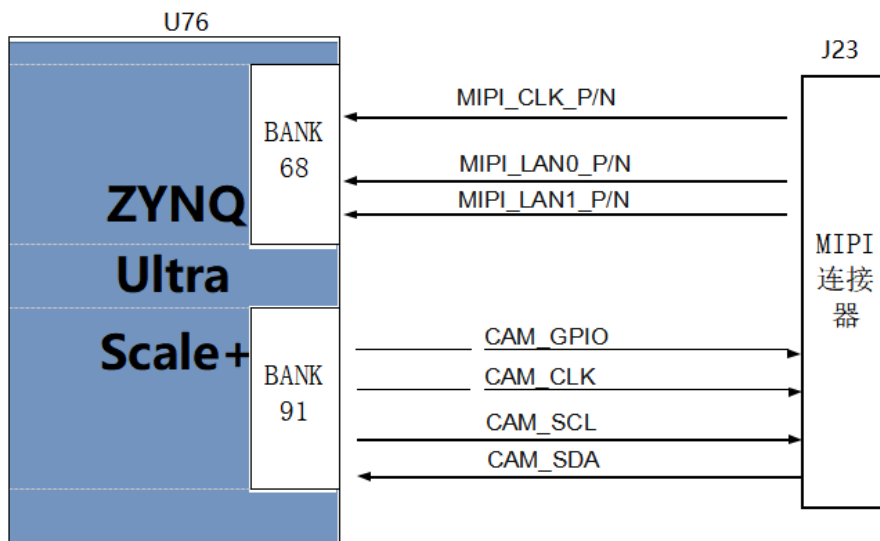 U76
J23
BANK
68
ZYNQ
Ultra
Scale+
BANK
91
MIPI_CLK_P/N
MIPI_LAN0_P/N
MIPI_LAN1_P/N
CAM_GPIO
CAM_CLK
CAM_SCL
CAM_SDA
MIPI
连接
器